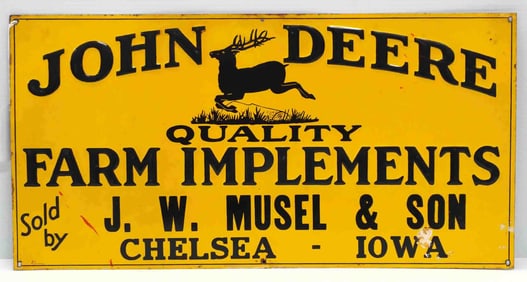 JOHN DEERE
QUALITY
FARM IMPLEMENTS
Sold by J. W. MUSEL & SON
CHELSEA - IOWA